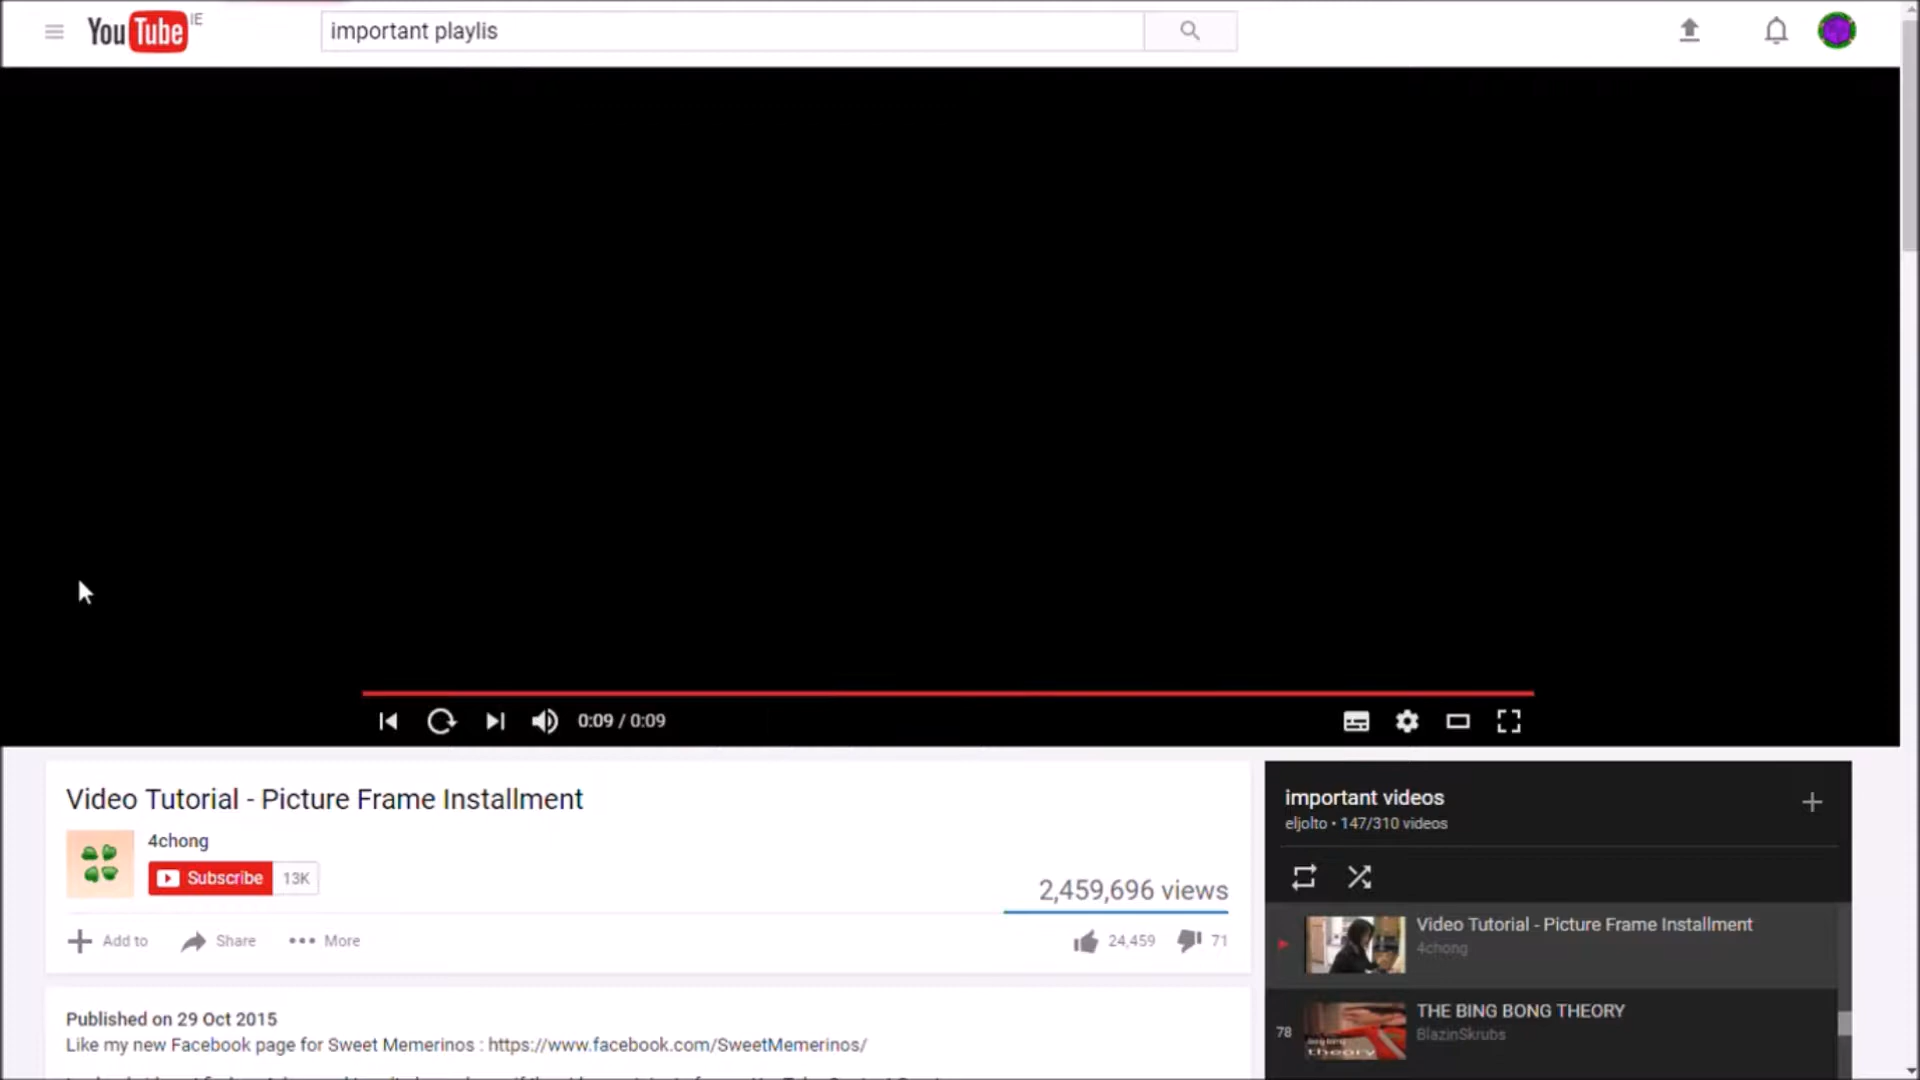 YouTube IE
important playlis
0:09 / 0:09
Video Tutorial - Picture Frame Installment
4chong
Subscribe 13K
2,459,696 views
Add to Share More
24,459 71
Published on 29 Oct 2015
Like my new Facebook page for Sweet Memerinos : https://www.facebook.com/SweetMemerinos/
important videos
eljolto • 147/310 videos
Video Tutorial - Picture Frame Installment
4chong
78
THE BING BONG THEORY
BlazinSkrubs
theory